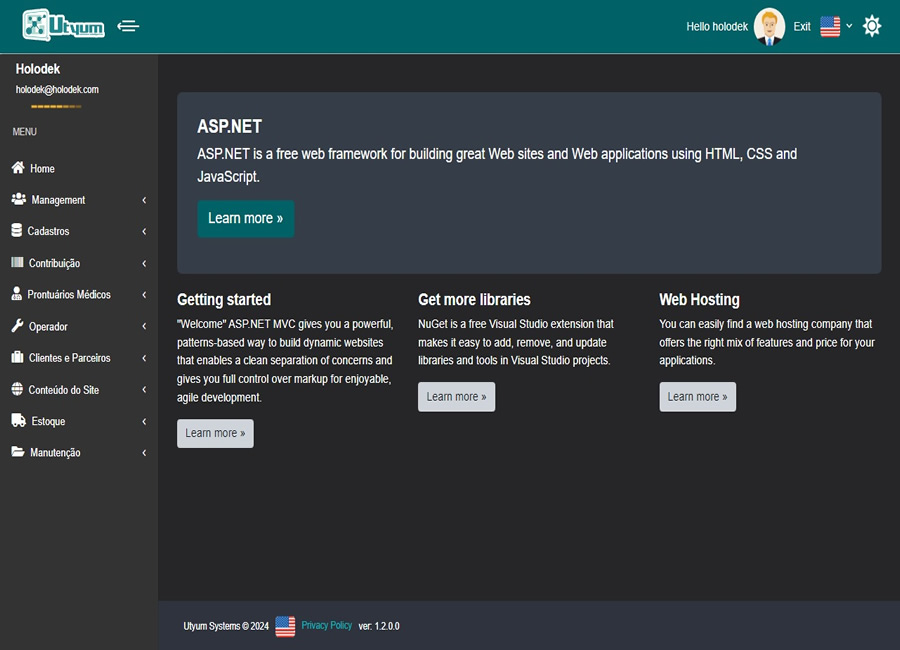 Utyum
Hello holodek
Exit
Holodek
holodek@holodek.com
MENU
Home
Management
Cadastros
Contribuição
Prontuários Médicos
Operador
Clientes e Parceiros
Conteúdo do Site
Estoque
Manutenção
ASP.NET
ASP.NET is a free web framework for building great Web sites and Web applications using HTML, CSS and
JavaScript.
Learn more »
Getting started
"Welcome" ASP.NET MVC gives you a powerful,
patterns-based way to build dynamic websites
that enables a clean separation of concerns and
gives you full control over markup for enjoyable,
agile development.
Learn more »
Get more libraries
NuGet is a free Visual Studio extension that
makes it easy to add, remove, and update
libraries and tools in Visual Studio projects.
Learn more »
Web Hosting
You can easily find a web hosting company that
offers the right mix of features and price for your
applications.
Learn more »
Utyum Systems © 2024 Privacy Policy ver: 1.2.0.0